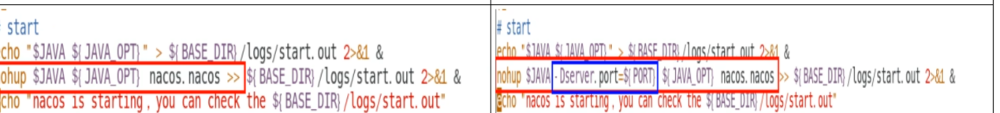 # start
cho "$JAVA ${JAVA_OPT}" > ${BASE_DIR}/logs/start.out 2>&1 &
ohup $JAVA ${JAVA_OPT} nacos.nacos >> ${BASE_DIR}/logs/start.out 2>&1 &
cho "nacos is starting, you can check the ${BASE_DIR}/logs/start.out"
# start
echo "$JAVA ${JAVA_OPT}" > ${BASE_DIR}/logs/start.out 2>&1 &
nohup $JAVA -Dserver.port=${PORT} ${JAVA_OPT} nacos.nacos >> ${BASE_DIR}/logs/start.out 2>&1 &
echo "nacos is starting, you can check the ${BASE_DIR}/logs/start.out"